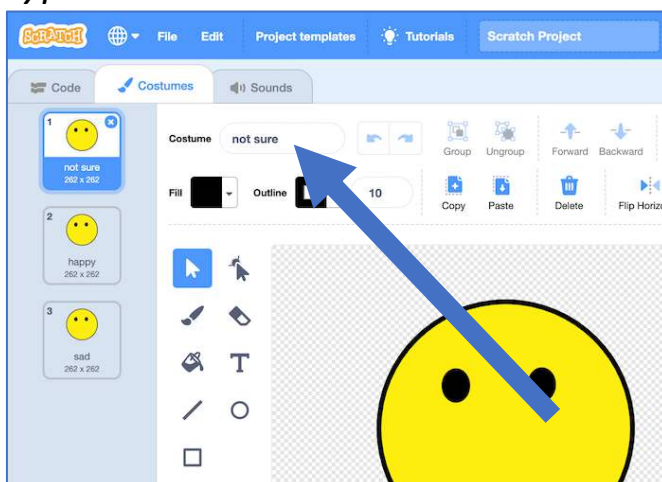 SCRATCH File Edit Project templates Tutorials Scratch Project
Code Costumes Sounds
1
not sure
262 x 262
2
happy
262 x 262
3
sad
262 x 262
Costume not sure Group Ungroup Forward Backward
Fill Outline 10 Copy Paste Delete Flip Horizo
T